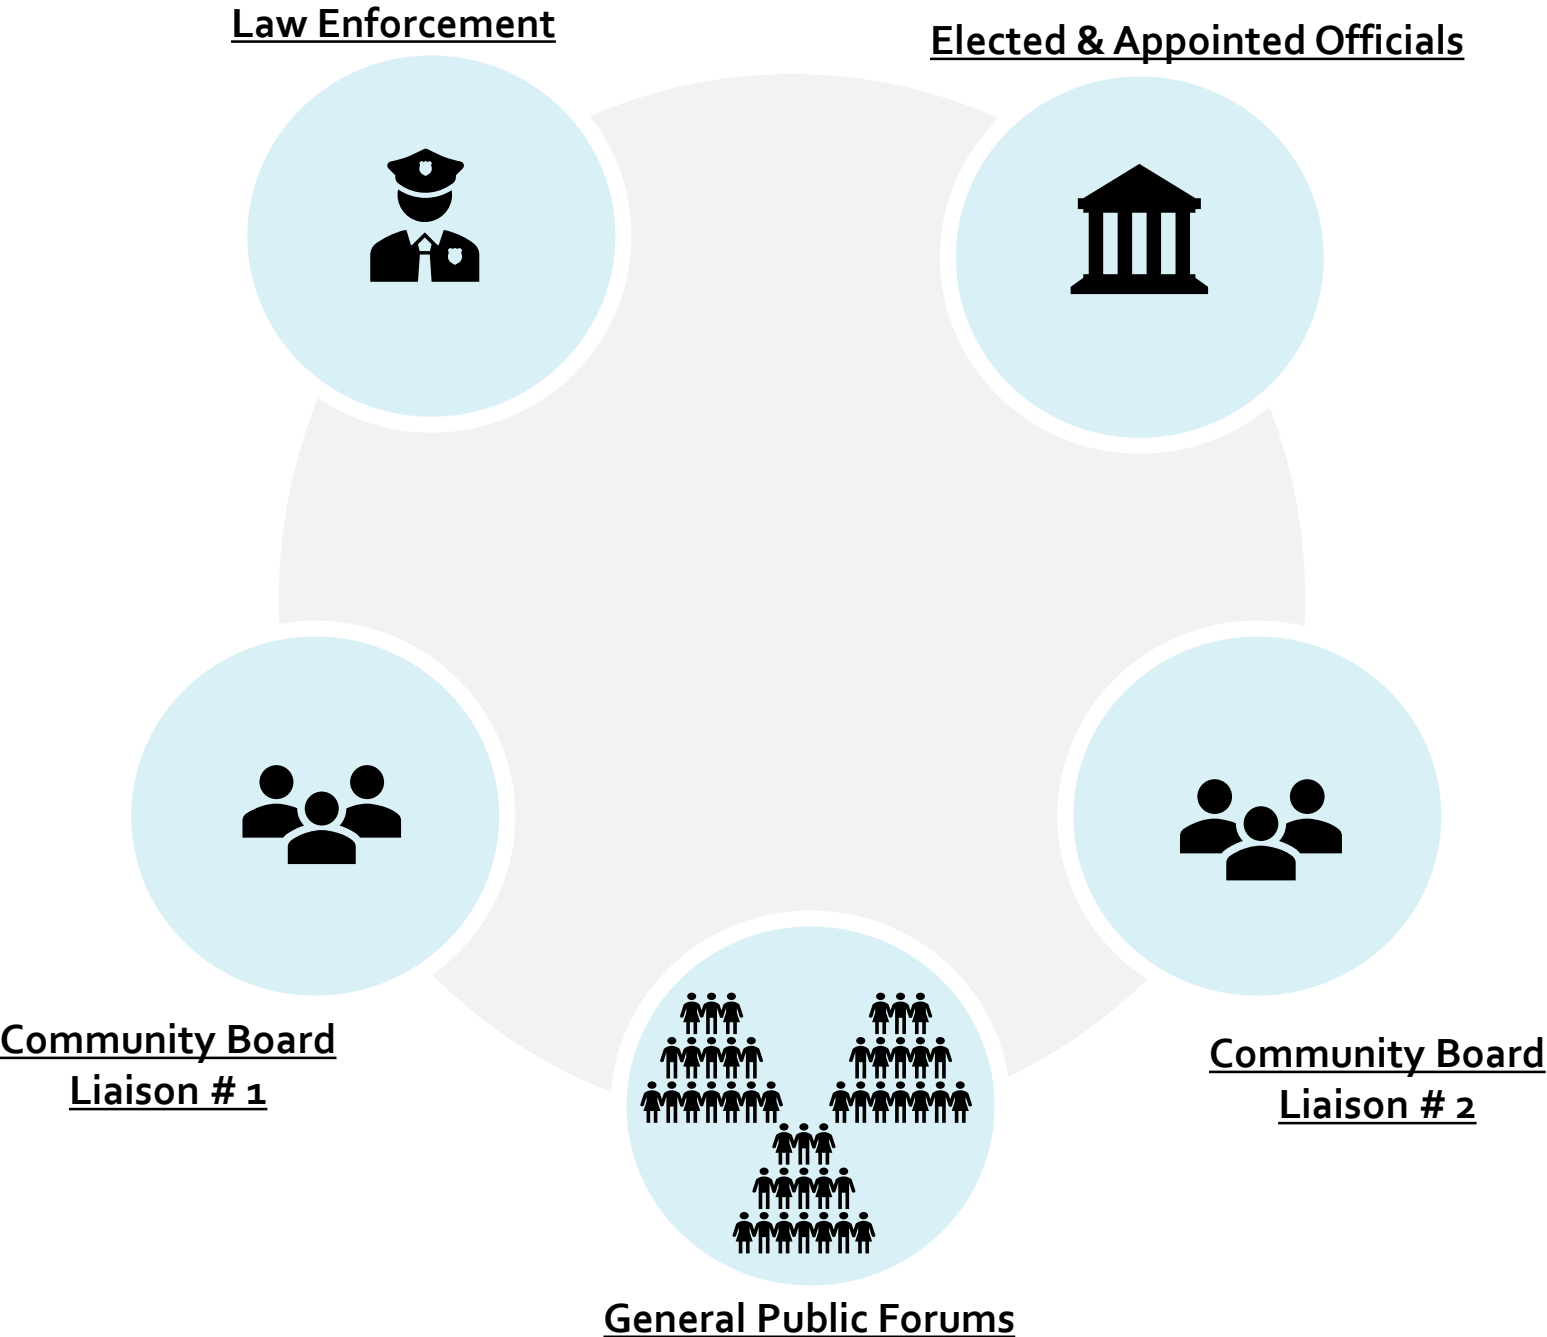 Law Enforcement
Elected & Appointed Officials
Community Board
Liaison # 1
Community Board
Liaison # 2
General Public Forums